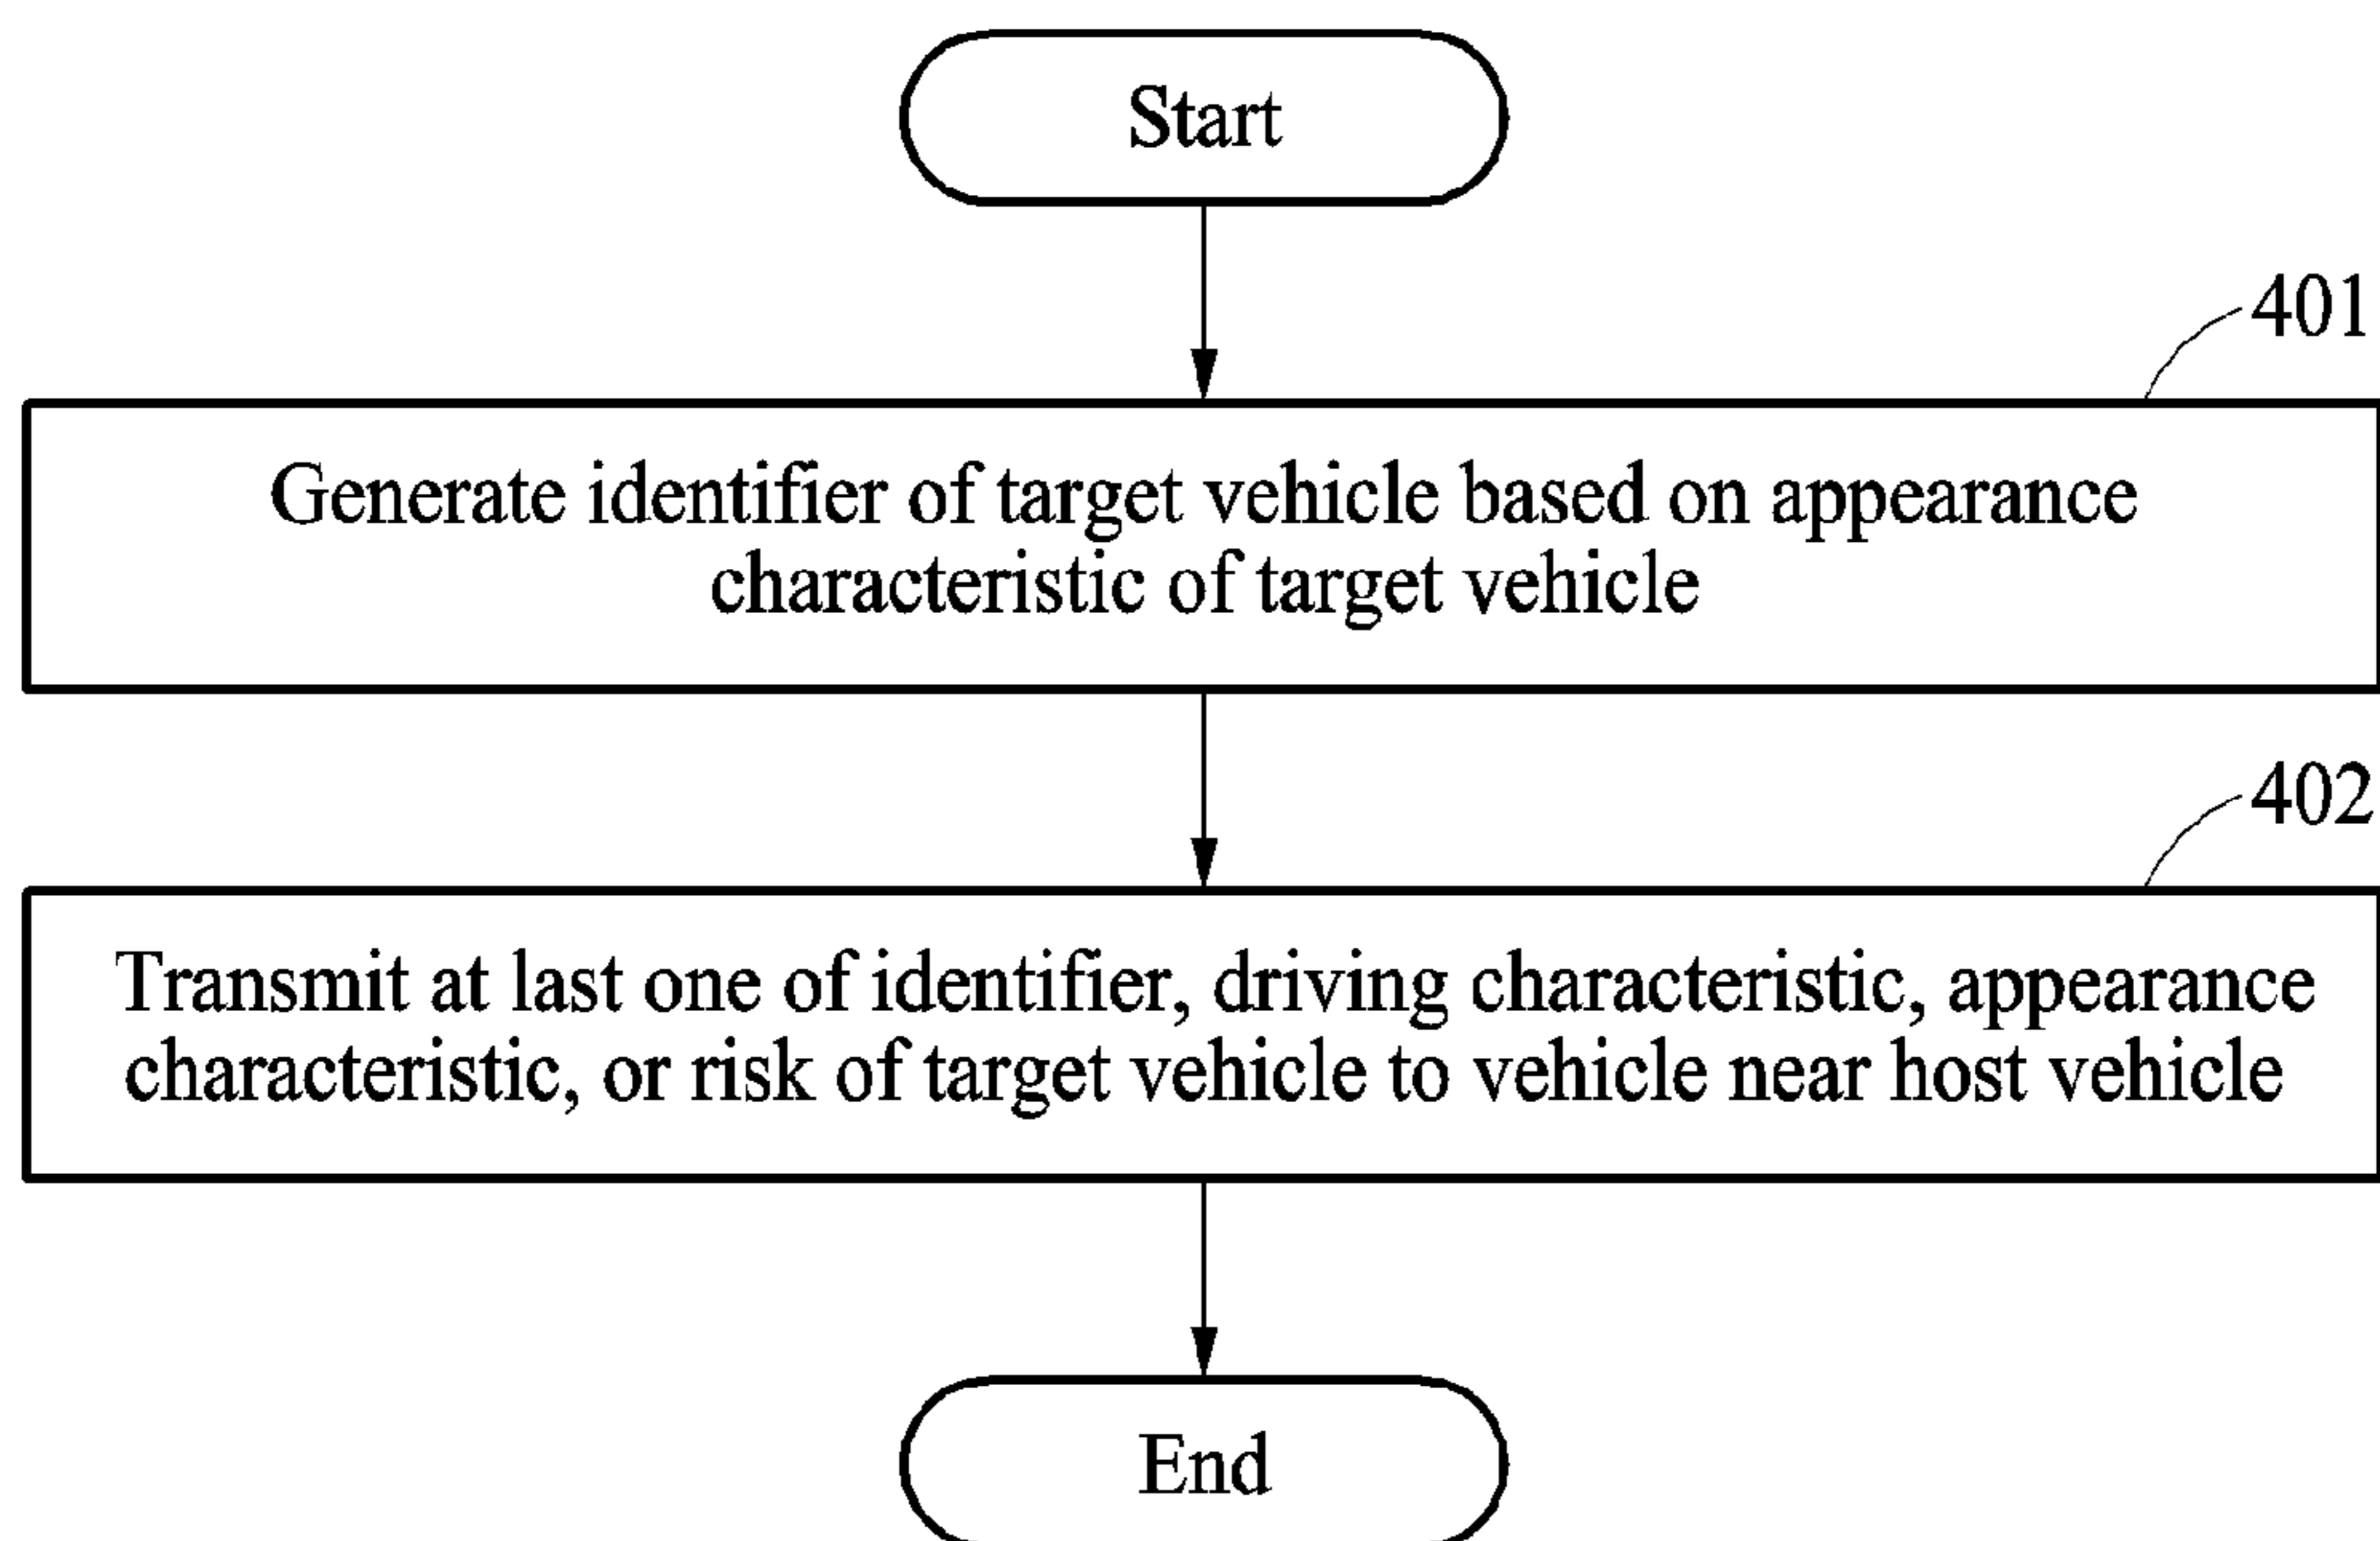 Start
401
Generate identifier of target vehicle based on appearance
characteristic of target vehicle
402
Transmit at last one of identifier, driving characteristic, appearance
characteristic, or risk of target vehicle to vehicle near host vehicle
End